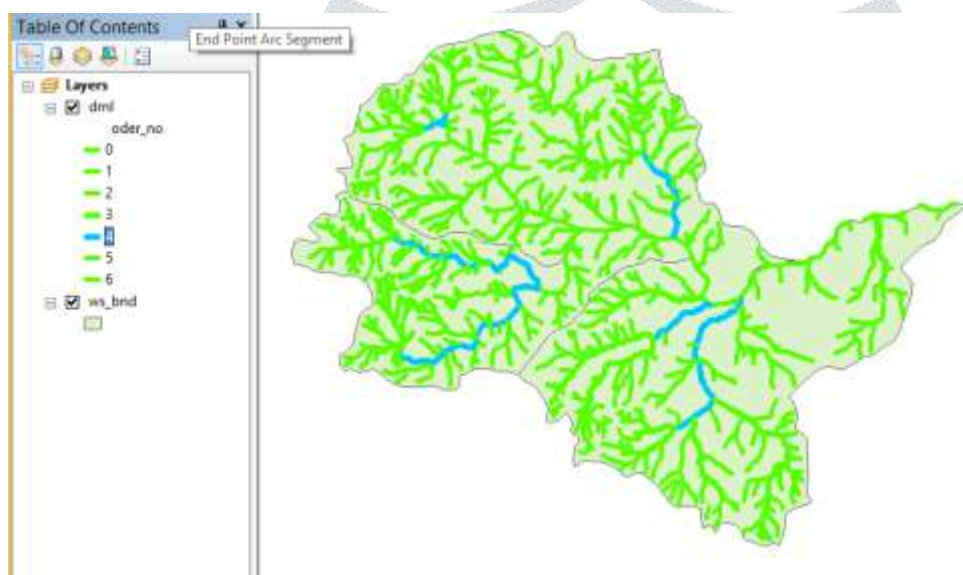 Table Of Contents
End Point Arc Segment
Layers
dml
oder_no
0
1
2
3
4
5
6
ws_bnd